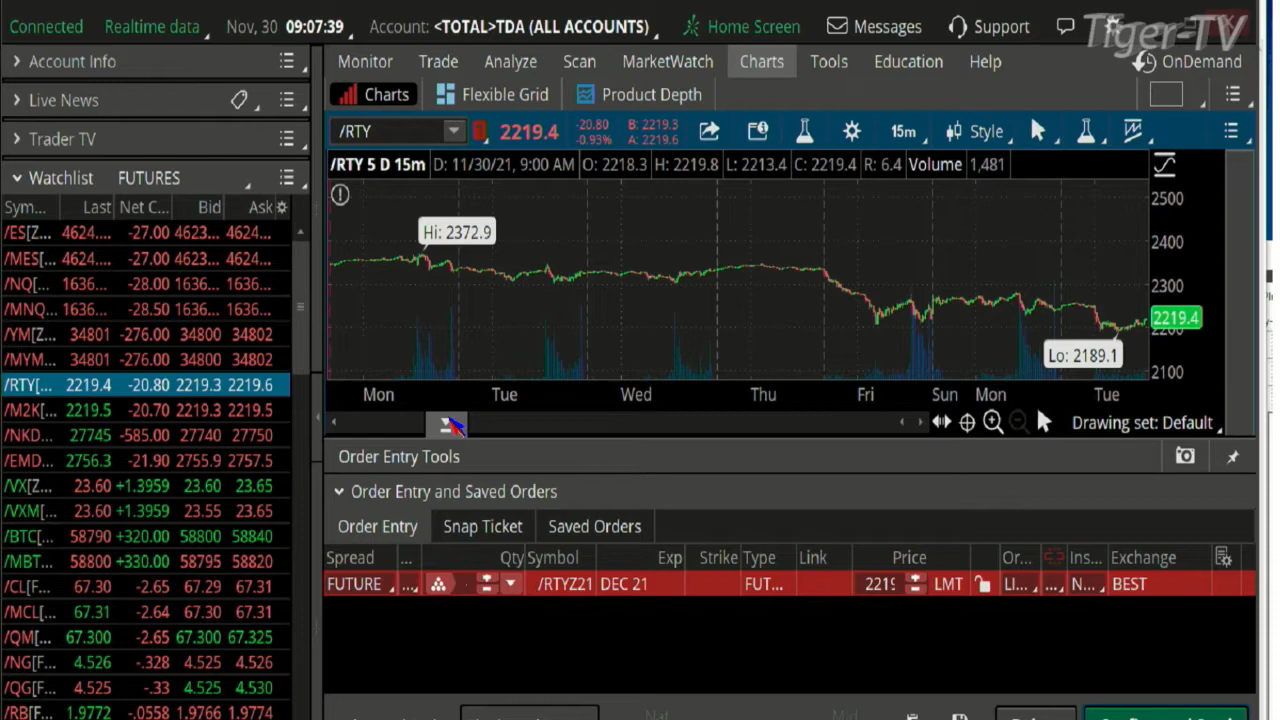 Connected Realtime data Nov, 30 09:07:39 Account: <TOTAL>TDA (ALL ACCOUNTS) Home Screen Messages Support Tiger-TV
Account Info Monitor Trade Analyze Scan MarketWatch Charts Tools Education Help OnDemand
Live News Charts Flexible Grid Product Depth
Trader TV /RTY 1 2219.4 -20.80 -0.93% B: 2219.3 A: 2219.6 15m Style
Watchlist FUTURES /RTY 5 D 15m D: 11/30/21, 9:00 AM O: 2218.3 H: 2219.8 L: 2213.4 C: 2219.4 R: 6.4 Volume 1,481
Sym... Last Net C... Bid Ask
/ES[Z... 4624.... -27.00 4623... 4624...
/MES[... 4624.... -27.00 4623... 4624...
/NQ[... 1636... -28.00 1636... 1636...
/MNQ... 1636... -28.50 1636... 1636...
/YM[Z... 34801 -276.00 34800 34802
/MYM... 34801 -276.00 34800 34802
/RTY[... 2219.4 -20.80 2219.3 2219.6
/M2K[... 2219.5 -20.70 2219.3 2219.5
/NKD... 27745 -585.00 27740 27750
/EMD... 2756.3 -21.90 2755.9 2757.5
/VX[Z... 23.60 +1.3959 23.60 23.65
/VXM[... 23.60 +1.3959 23.55 23.65
/BTC[... 58790 +320.00 58800 58840
/MBT... 58800 +330.00 58795 58820
/CL[F... 67.30 -2.65 67.29 67.31
/MCL[... 67.31 -2.64 67.30 67.31
/QM[... 67.300 -2.65 67.300 67.325
/NG[F... 4.526 -.328 4.525 4.526
/QG[F... 4.525 -.33 4.525 4.530
/RB[F... 1.9772 -.0558 1.9766 1.9774
Hi: 2372.9
Lo: 2189.1
2500
2400
2300
2219.4
2200
2100
Mon Tue Wed Thu Fri Sun Mon Tue
Drawing set: Default
Order Entry Tools
Order Entry and Saved Orders
Order Entry Snap Ticket Saved Orders
Spread ... Qty Symbol Exp Strike Type Link Price Or... Ins... Exchange
FUTURE ... /RTYZ21 DEC 21 FUT... 2219 LMT LI... ... N... BEST